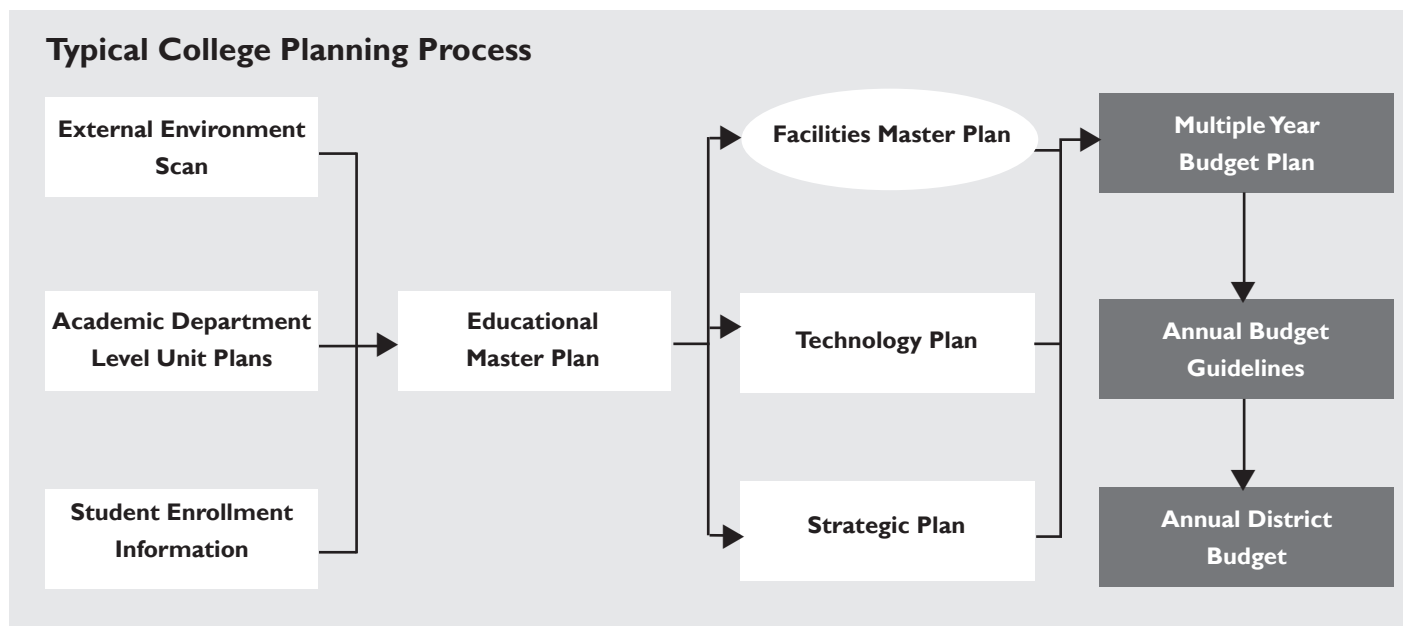 Typical College Planning Process
External Environment
Scan
Academic Department
Level Unit Plans
Student Enrollment
Information
Educational
Master Plan
Facilities Master Plan
Technology Plan
Strategic Plan
Multiple Year
Budget Plan
Annual Budget
Guidelines
Annual District
Budget